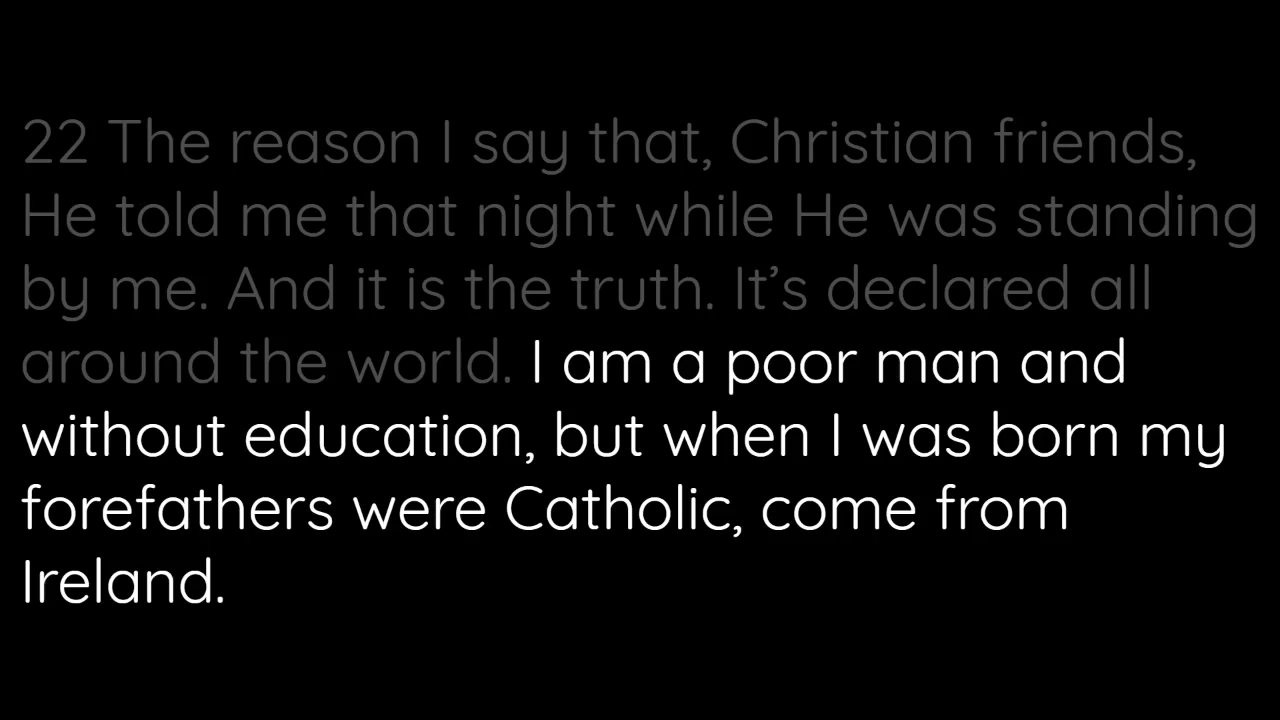 22 The reason I say that, Christian friends,
He told me that night while He was standing
by me. And it is the truth. It’s declared all
around the world. I am a poor man and
without education, but when I was born my
forefathers were Catholic, come from
Ireland.